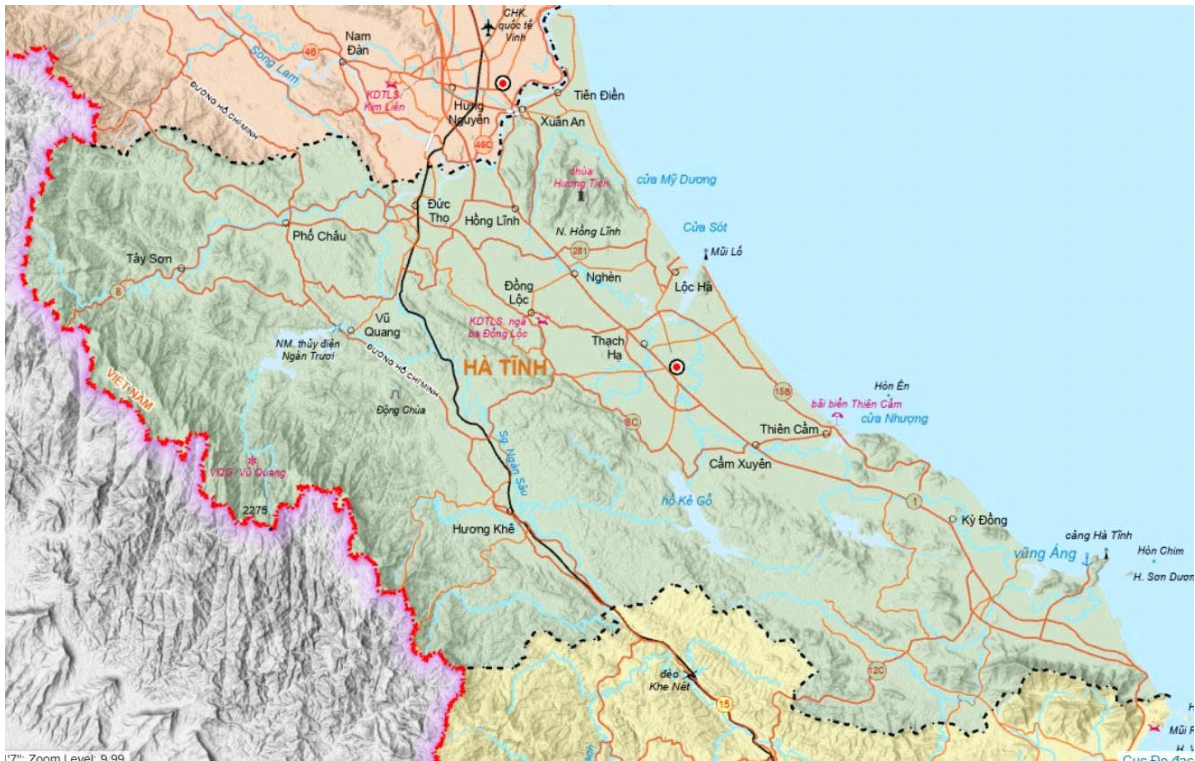 CHK.
quốc tế
Vinh
Nam
Đàn
46
Sông Lam
KDTLS.
Kim Liên
ĐƯỜNG HỒ CHÍ MINH
Hưng
Nguyên
Tiên Điền
Xuân An
46C
chùa
Hương Tích
cửa Mỹ Dương
Đức
Thọ
Hồng Lĩnh
N. Hồng Lĩnh
Cửa Sót
Mũi Lố
Phố Châu
281
Tây Sơn
Nghèn
Lộc Hà
8
Đồng
Lộc
KDTLS. ngã
ba Đồng Lộc
Vũ
Quang
NM. thủy điện
Ngàn Trươi
Thạch
Hạ
ĐƯỜNG HỒ CHÍ MINH
HÀ TĨNH
VIỆT NAM
Động Chùa
15B
Hòn Én
bãi biển Thiên Cầm
cửa Nhượng
8C
Thiên Cầm
Cẩm Xuyên
Sg. Ngàn Sâu
VQG. Vũ Quang
hồ Kẻ Gỗ
2275
1
Hương Khê
Kỳ Đồng
cảng Hà Tĩnh
vũng Áng
Hòn Chim
H. Sơn Dươn
đèo
Khe Nét
12C
15
H
Mũi R
Zoom Level: 9.99
Cục Đo đạc